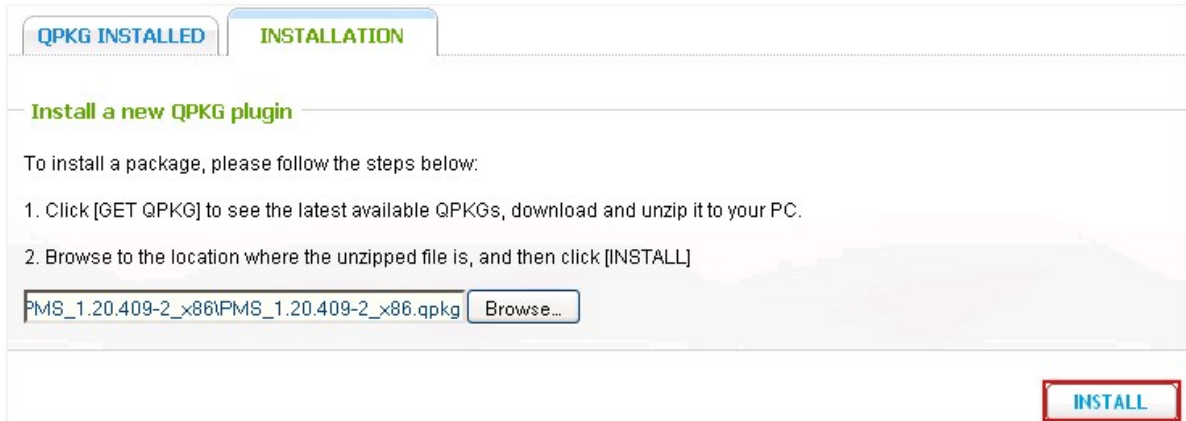 QPKG INSTALLED INSTALLATION
Install a new QPKG plugin
To install a package, please follow the steps below:
1. Click [GET QPKG] to see the latest available QPKGs, download and unzip it to your PC.
2. Browse to the location where the unzipped file is, and then click [INSTALL]
PMS_1.20.409-2_x86\PMS_1.20.409-2_x86.qpkg Browse...
INSTALL